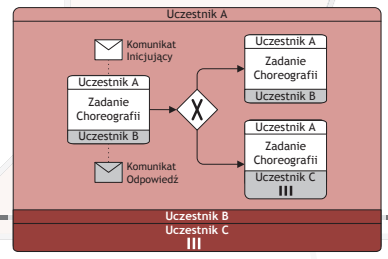 Uczestnik A
Komunikat
Inicjujący
Uczestnik A
Zadanie
Choreografii
Uczestnik B
Komunikat
Odpowiedź
X
Uczestnik A
Zadanie
Choreografii
Uczestnik B
Uczestnik A
Zadanie
Choreografii
Uczestnik C
Uczestnik B
Uczestnik C